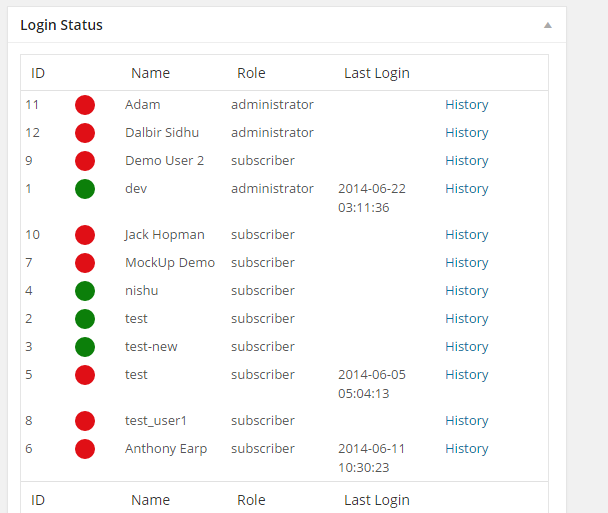 Login Status
ID Name Role Last Login
11 Adam administrator History
12 Dalbir Sidhu administrator History
9 Demo User 2 subscriber History
1 dev administrator 2014-06-22 History
03:11:36
10 Jack Hopman subscriber History
7 MockUp Demo subscriber History
4 nishu subscriber History
2 test subscriber History
3 test-new subscriber History
5 test subscriber 2014-06-05 History
05:04:13
8 test_user1 subscriber History
6 Anthony Earp subscriber 2014-06-11 History
10:30:23
ID Name Role Last Login